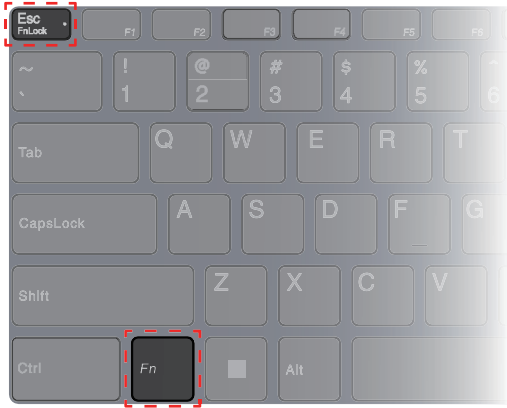 Esc
FnLock
F1 F2 F3 F4 F5 F6
~ ! @ # $ % ^
` 1 2 3 4 5 6
Tab Q W E R T
CapsLock A S D F G
Shift Z X C V
Ctrl Fn Alt